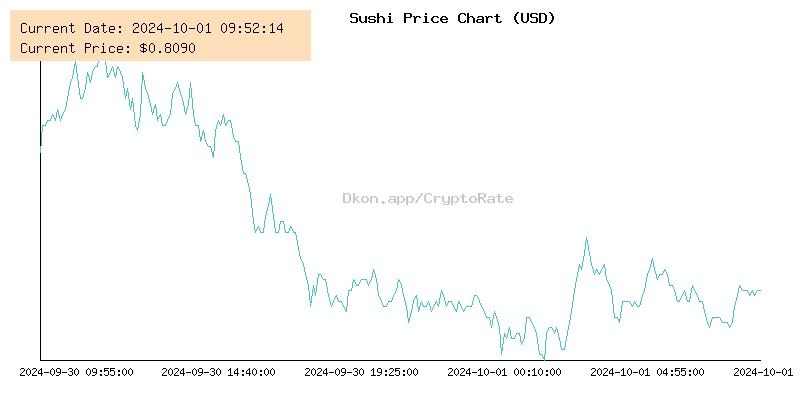 Sushi Price Chart (USD)
Current Date: 2024-10-01 09:52:14
Current Price: $0.8090
Dkon.app/CryptoRate
2024-09-30 09:55:00 2024-09-30 14:40:00 2024-09-30 19:25:00 2024-10-01 00:10:00 2024-10-01 04:55:00 2024-10-01